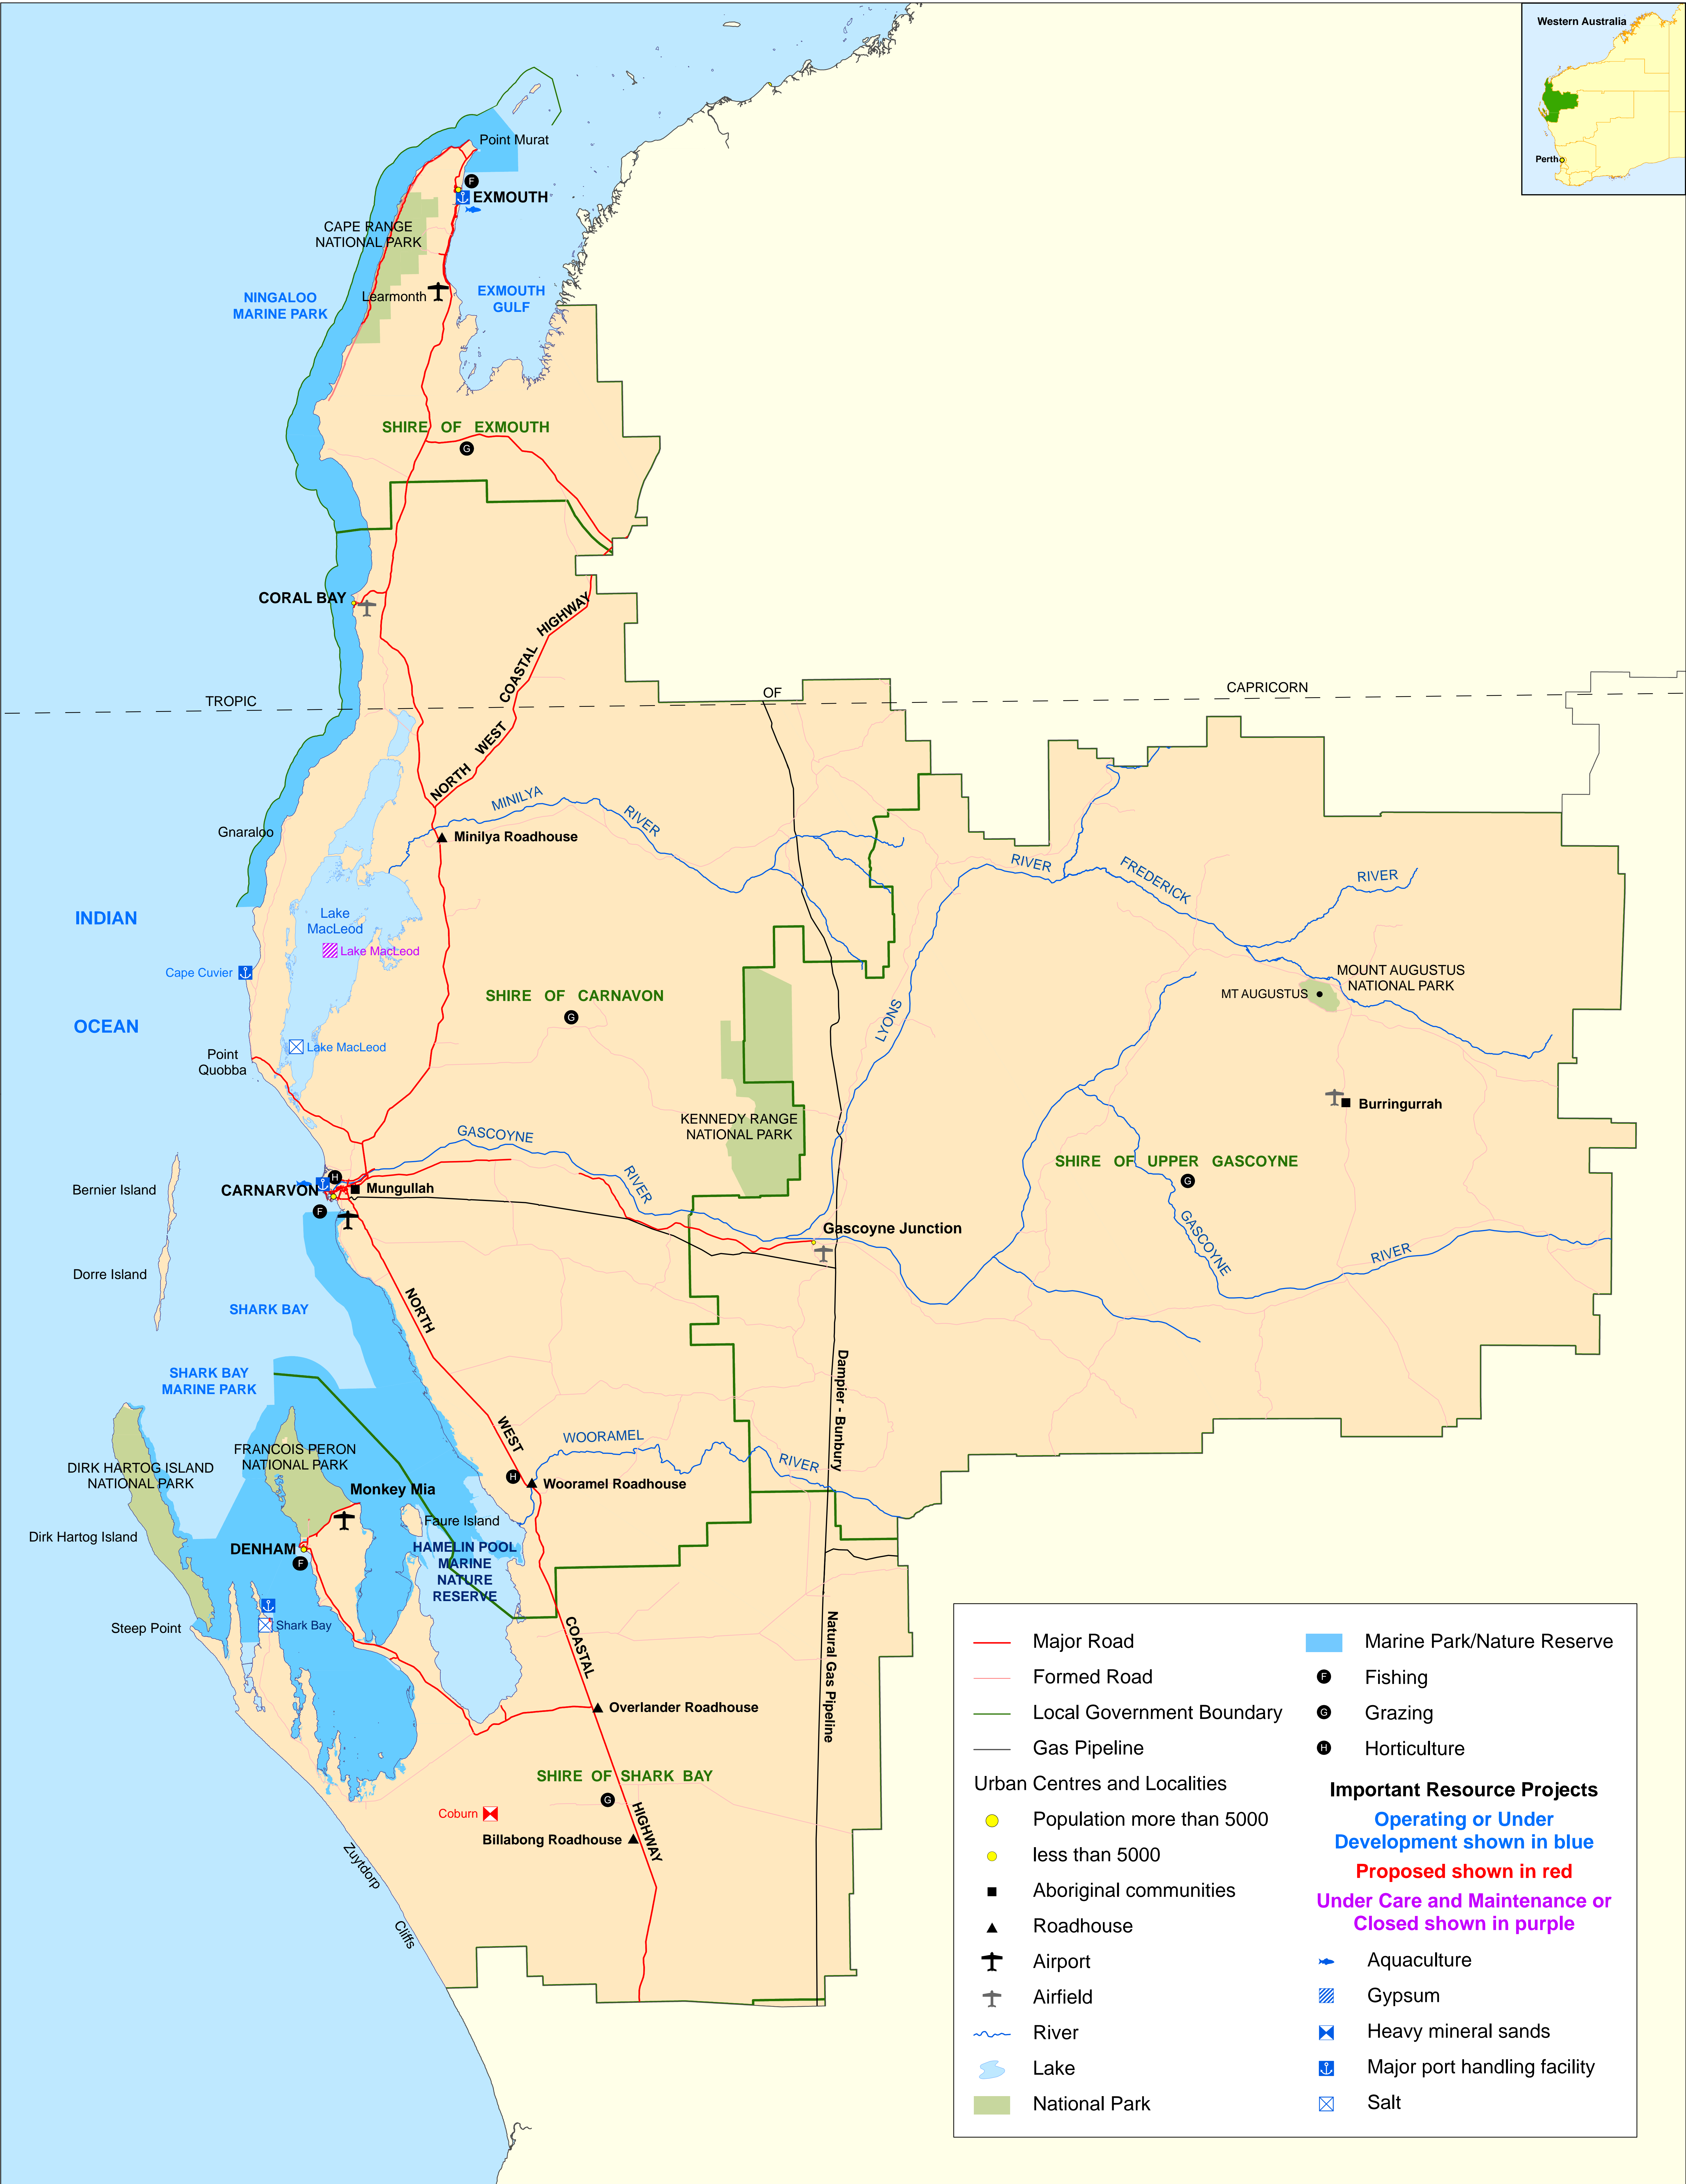 Western Australia
Perth
Point Murat
F
EXMOUTH
CAPE RANGE
NATIONAL PARK
Learmonth
NINGALOO
MARINE PARK
EXMOUTH
GULF
SHIRE OF EXMOUTH
G
CORAL BAY
NORTH WEST COASTAL HIGHWAY
TROPIC
OF
CAPRICORN
MINILYA
RIVER
Gnaraloo
Minilya Roadhouse
RIVER
FREDERICK
RIVER
INDIAN
Lake
MacLeod
Lake MacLeod
Cape Cuvier
SHIRE OF CARNAVON
G
MOUNT AUGUSTUS
NATIONAL PARK
MT AUGUSTUS
LYONS
OCEAN
Lake MacLeod
Point
Quobba
KENNEDY RANGE
NATIONAL PARK
Burringurrah
GASCOYNE
RIVER
SHIRE OF UPPER GASCOYNE
G
Bernier Island
H
CARNARVON
Mungullah
F
Gascoyne Junction
GASCOYNE
RIVER
Dorre Island
SHARK BAY
NORTH
SHARK BAY
MARINE PARK
Dampier - Bunbury
WEST
WOORAMEL
RIVER
FRANCOIS PERON
NATIONAL PARK
DIRK HARTOG ISLAND
NATIONAL PARK
H
Wooramel Roadhouse
Monkey Mia
Faure Island
Dirk Hartog Island
DENHAM
F
HAMELIN POOL
MARINE
NATURE
RESERVE
Steep Point
Shark Bay
COASTAL
Natural Gas Pipeline
Overlander Roadhouse
SHIRE OF SHARK BAY
G
Coburn
HIGHWAY
Billabong Roadhouse
Zuytdorp
Cliffs
Major Road
Formed Road
Local Government Boundary
Gas Pipeline
Urban Centres and Localities
Population more than 5000
less than 5000
Aboriginal communities
Roadhouse
Airport
Airfield
River
Lake
National Park
Marine Park/Nature Reserve
F Fishing
G Grazing
H Horticulture
Important Resource Projects
Operating or Under
Development shown in blue
Proposed shown in red
Under Care and Maintenance or
Closed shown in purple
Aquaculture
Gypsum
Heavy mineral sands
Major port handling facility
Salt